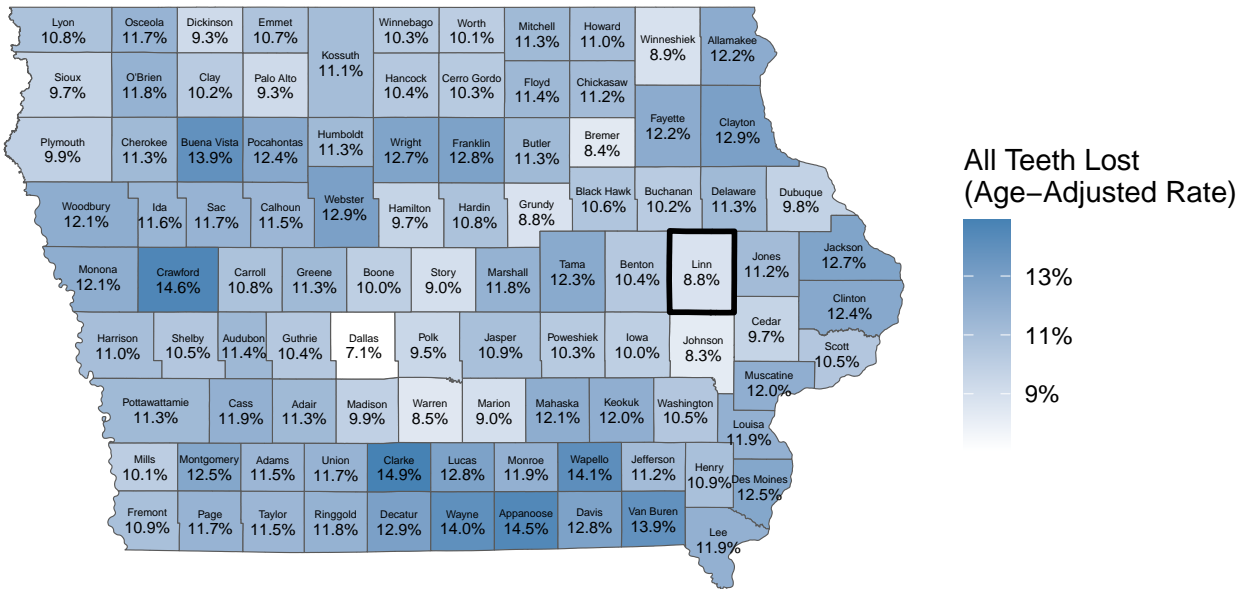 Lyon
10.8%
Osceola
11.7%
Dickinson
9.3%
Emmet
10.7%
Kossuth
11.1%
Winnebago
10.3%
Worth
10.1%
Mitchell
11.3%
Howard
11.0%
Winneshiek
8.9%
Allamakee
12.2%
Sioux
9.7%
O'Brien
11.8%
Clay
10.2%
Palo Alto
9.3%
Hancock
10.4%
Cerro Gordo
10.3%
Floyd
11.4%
Chickasaw
11.2%
Plymouth
9.9%
Cherokee
11.3%
Buena Vista
13.9%
Pocahontas
12.4%
Humboldt
11.3%
Wright
12.7%
Franklin
12.8%
Butler
11.3%
Bremer
8.4%
Fayette
12.2%
Clayton
12.9%
Woodbury
12.1%
Ida
11.6%
Sac
11.7%
Calhoun
11.5%
Webster
12.9%
Hamilton
9.7%
Hardin
10.8%
Grundy
8.8%
Black Hawk
10.6%
Buchanan
10.2%
Delaware
11.3%
Dubuque
9.8%
Monona
12.1%
Crawford
14.6%
Carroll
10.8%
Greene
11.3%
Boone
10.0%
Story
9.0%
Marshall
11.8%
Tama
12.3%
Benton
10.4%
Linn
8.8%
Jones
11.2%
Jackson
12.7%
Clinton
12.4%
Harrison
11.0%
Shelby
10.5%
Audubon
11.4%
Guthrie
10.4%
Dallas
7.1%
Polk
9.5%
Jasper
10.9%
Poweshiek
10.3%
Iowa
10.0%
Johnson
8.3%
Cedar
9.7%
Scott
10.5%
Muscatine
12.0%
Pottawattamie
11.3%
Cass
11.9%
Adair
11.3%
Madison
9.9%
Warren
8.5%
Marion
9.0%
Mahaska
12.1%
Keokuk
12.0%
Washington
10.5%
Louisa
11.9%
Mills
10.1%
Montgomery
12.5%
Adams
11.5%
Union
11.7%
Clarke
14.9%
Lucas
12.8%
Monroe
11.9%
Wapello
14.1%
Jefferson
11.2%
Henry
10.9%
Des Moines
12.5%
Fremont
10.9%
Page
11.7%
Taylor
11.5%
Ringgold
11.8%
Decatur
12.9%
Wayne
14.0%
Appanoose
14.5%
Davis
12.8%
Van Buren
13.9%
Lee
11.9%
All Teeth Lost
(Age−Adjusted Rate)
13%
11%
9%